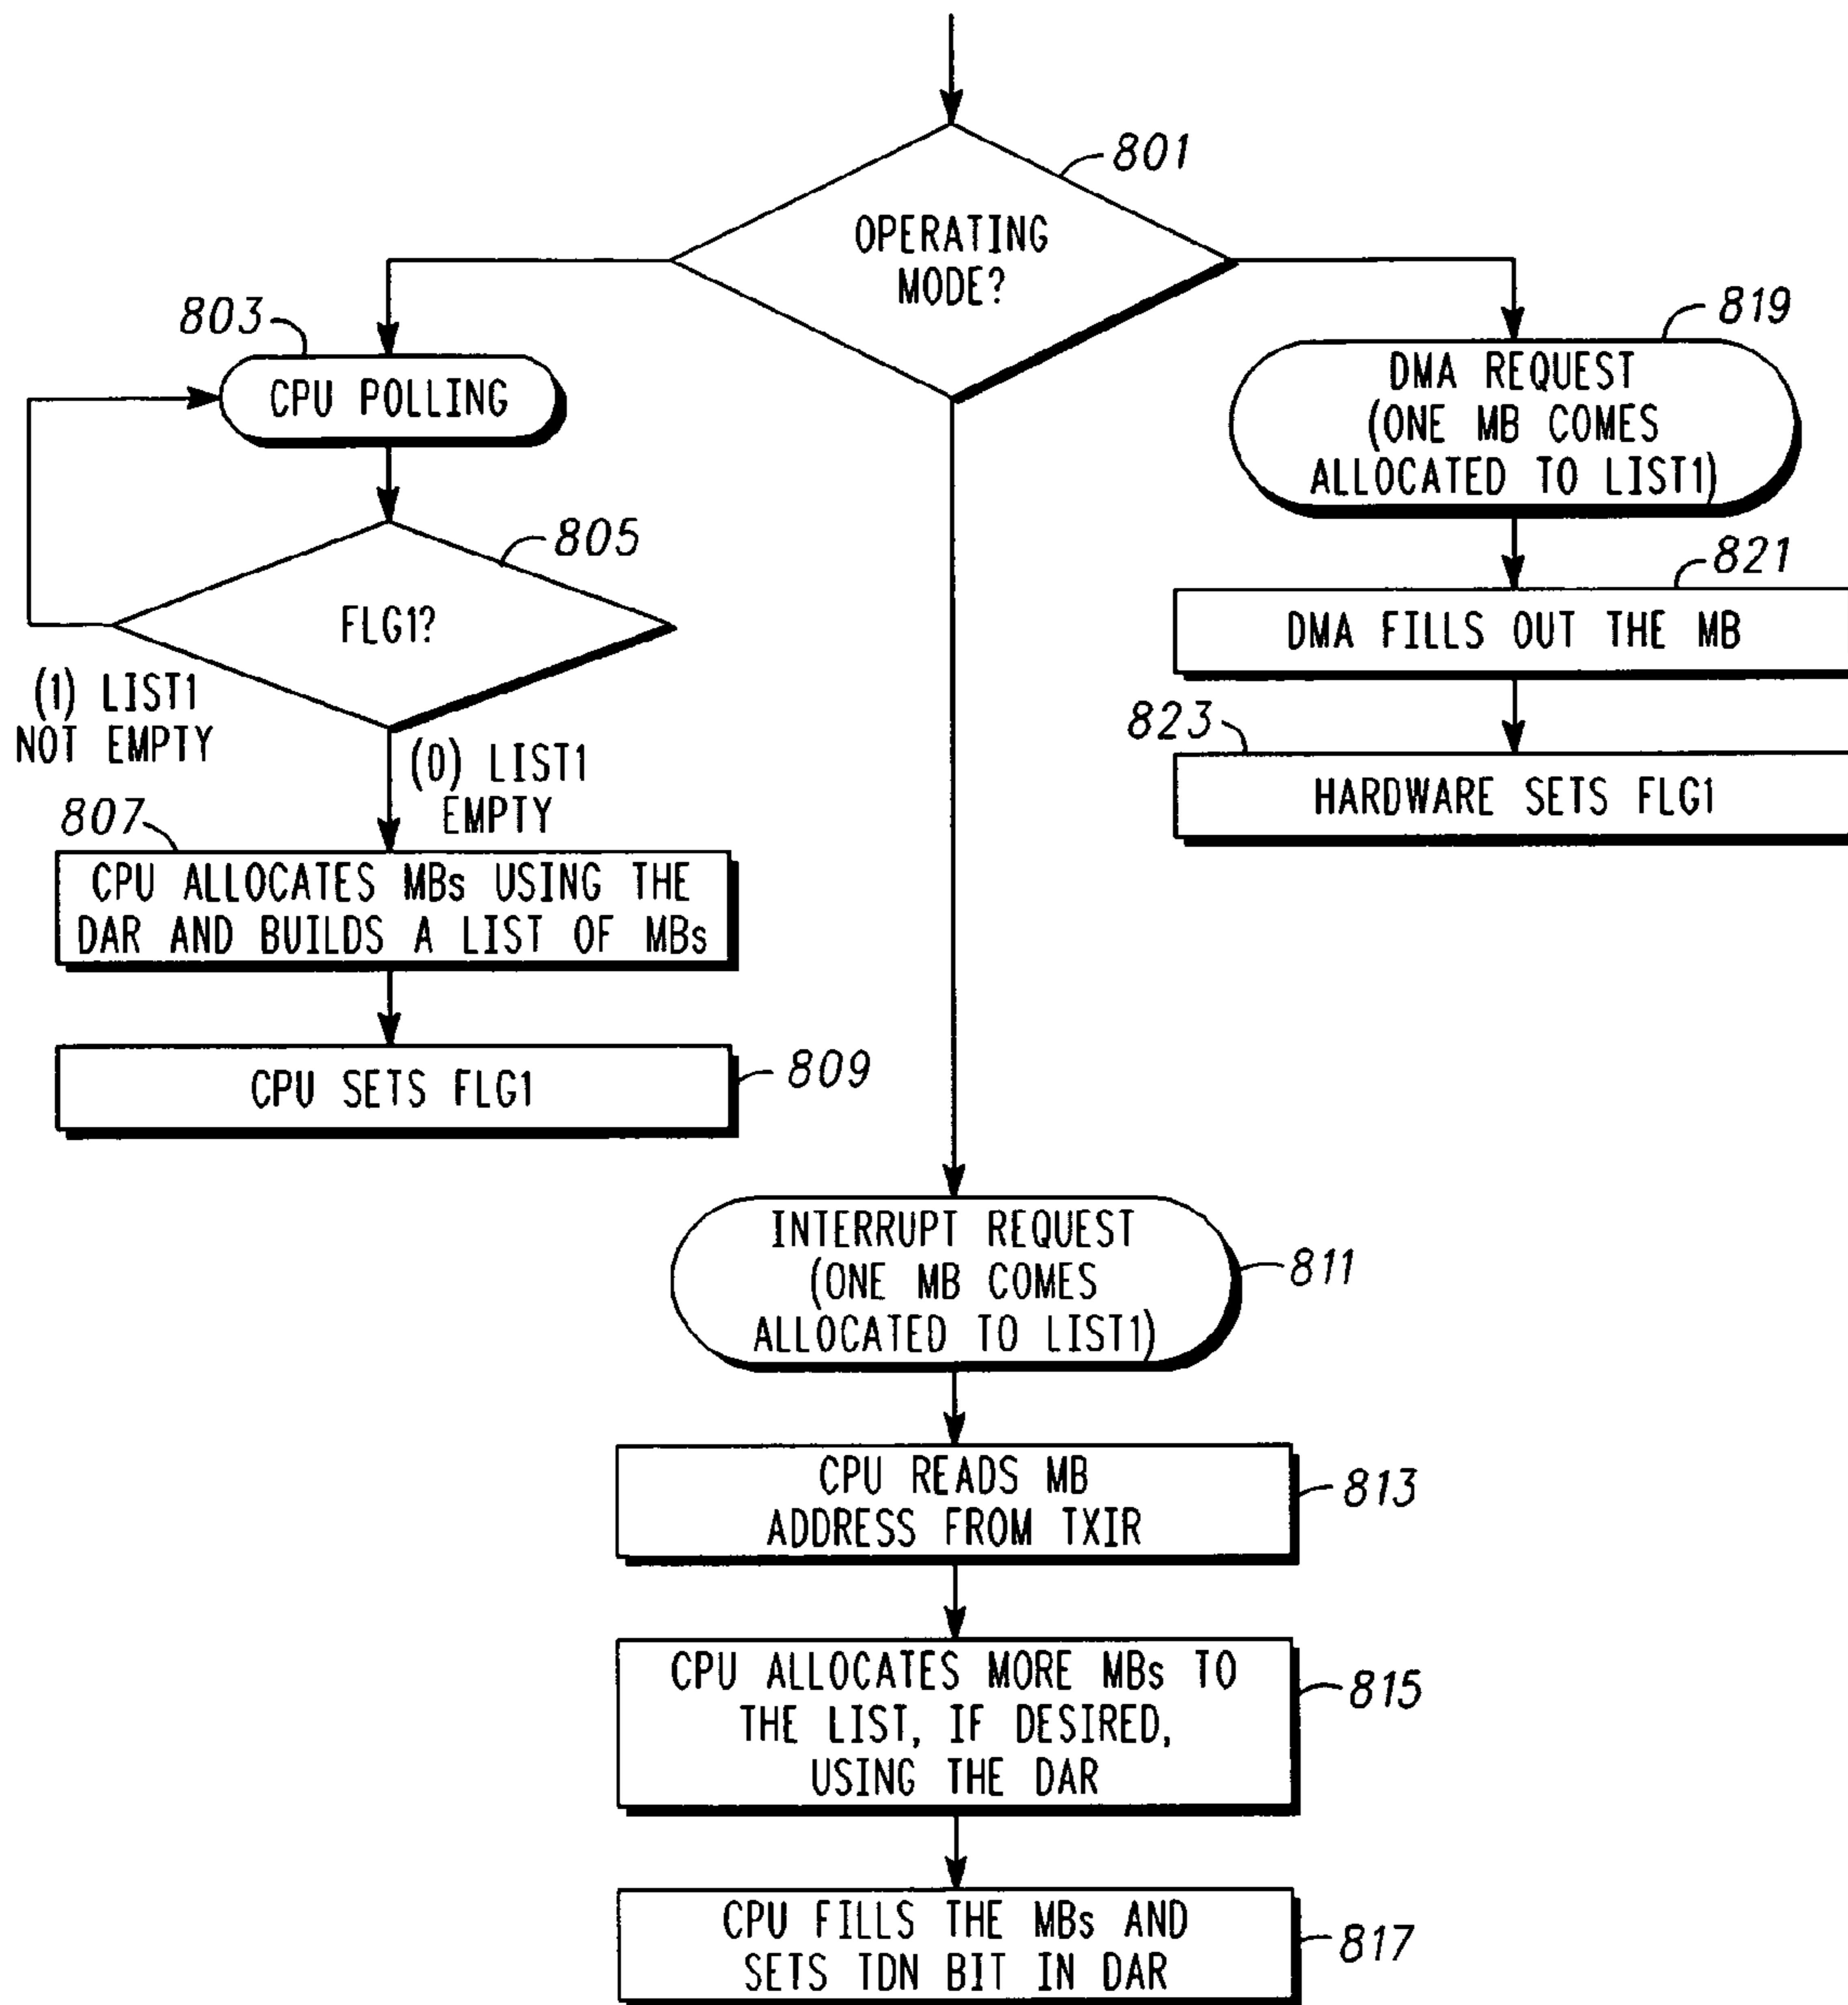 801
OPERATING
MODE?
803
CPU POLLING
805
FLG1?
(1) LIST1
NOT EMPTY
(0) LIST1
EMPTY
807
CPU ALLOCATES MBs USING THE
DAR AND BUILDS A LIST OF MBs
CPU SETS FLG1
809
819
DMA REQUEST
(ONE MB COMES
ALLOCATED TO LIST1)
821
DMA FILLS OUT THE MB
823
HARDWARE SETS FLG1
INTERRUPT REQUEST
(ONE MB COMES
ALLOCATED TO LIST1)
811
CPU READS MB
ADDRESS FROM TXIR
813
CPU ALLOCATES MORE MBs TO
THE LIST, IF DESIRED,
USING THE DAR
815
CPU FILLS THE MBs AND
SETS TDN BIT IN DAR
817